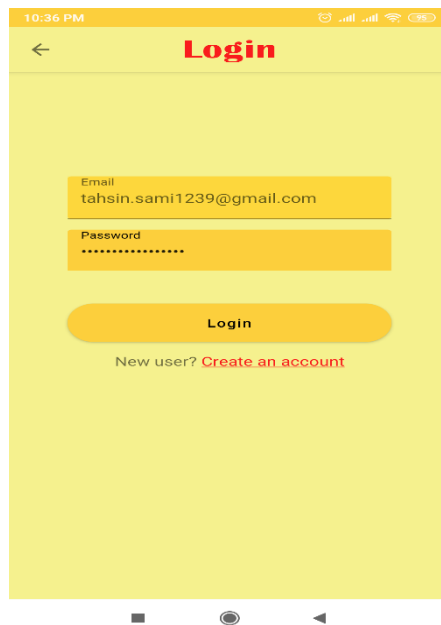 10:36 PM
Login
Email
tahsin.sami1239@gmail.com
Password
•••••••••••••••••
Login
New user? Create an account